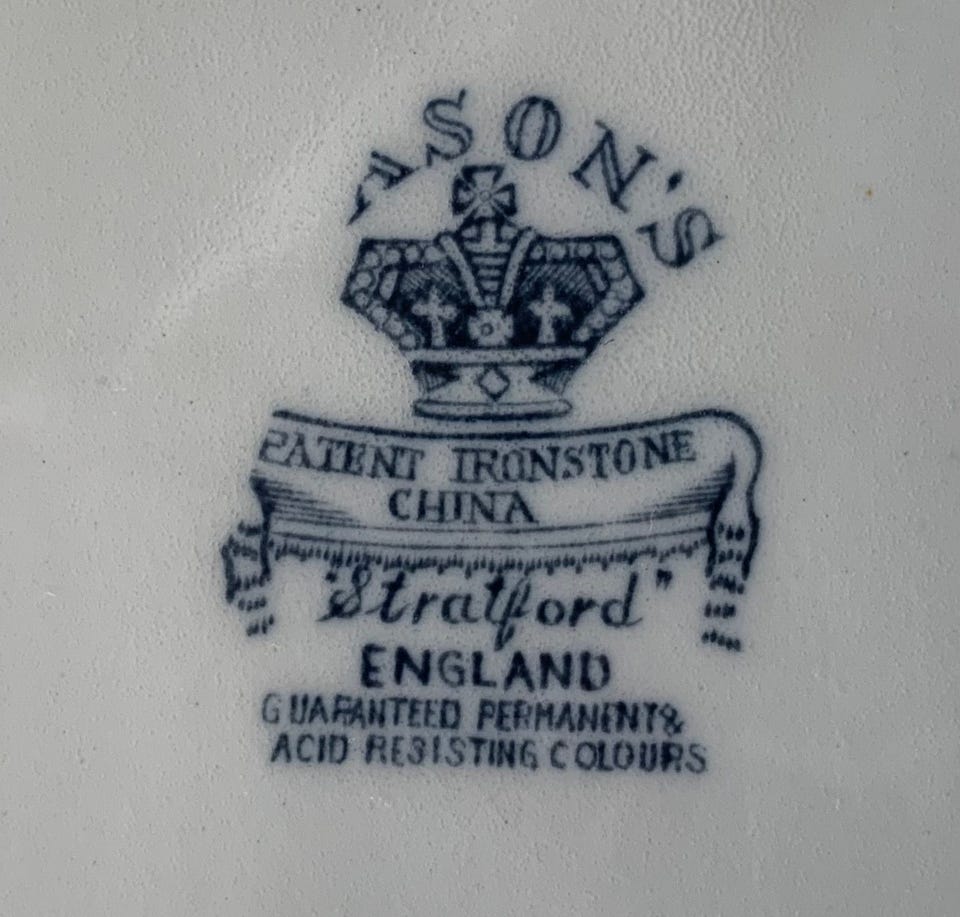 ASON'S
PATENT IRONSTONE
CHINA
"Stratford"
ENGLAND
GUARANTEED PERMANENT &
ACID RESISTING COLOURS